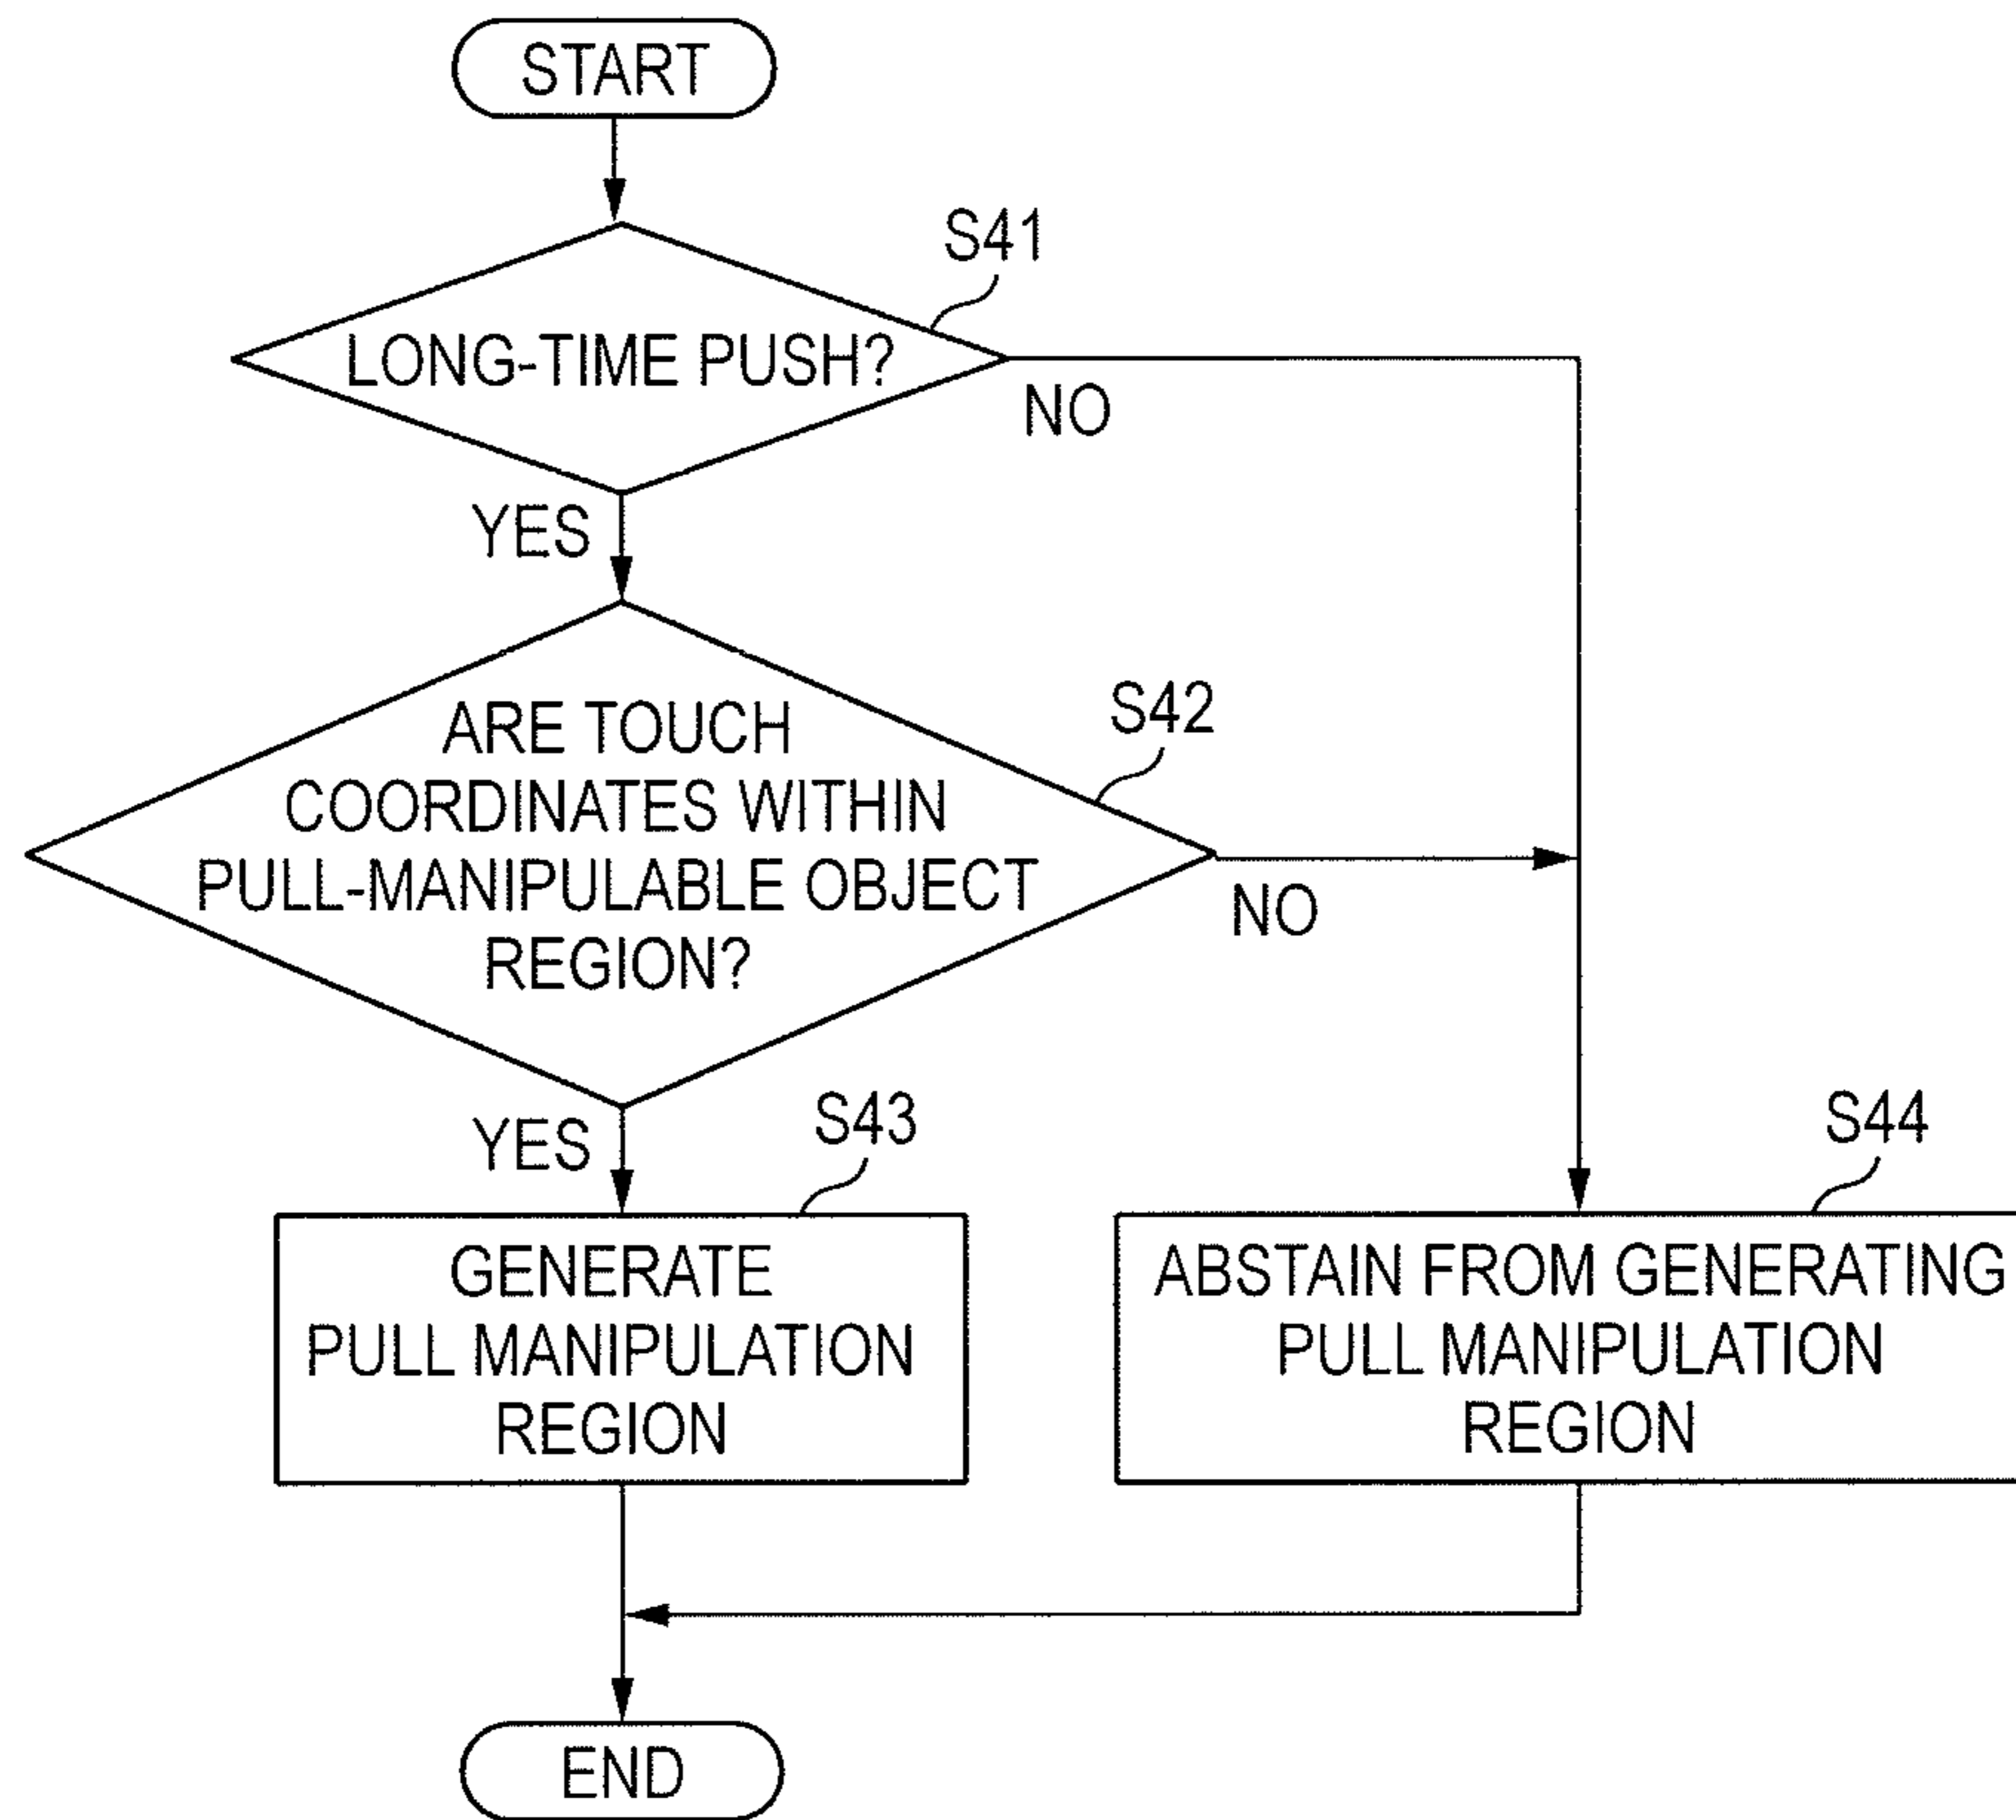 START
S41
LONG-TIME PUSH?
NO
YES
S42
ARE TOUCH
COORDINATES WITHIN
PULL-MANIPULABLE OBJECT
REGION?
NO
YES
S43
GENERATE
PULL MANIPULATION
REGION
S44
ABSTAIN FROM GENERATING
PULL MANIPULATION
REGION
END